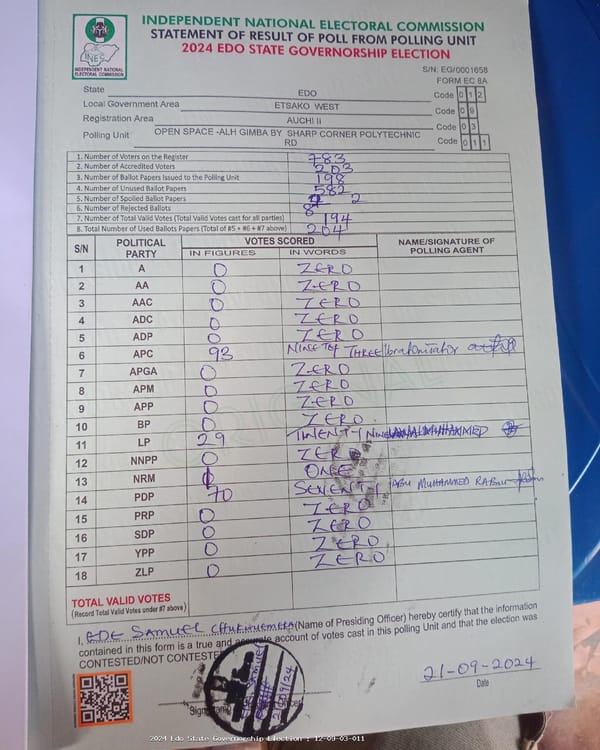 INDEPENDENT NATIONAL ELECTORAL COMMISSION
STATEMENT OF RESULT OF POLL FROM POLLING UNIT
2024 EDO STATE GOVERNORSHIP ELECTION
INEC
INDEPENDENT NATIONAL ELECTORAL COMMISSION
S/N: EG/0001658
FORM EC 8A
State EDO Code 0 1 2
Local Government Area ETSAKO WEST Code 0 9
Registration Area AUCHI II Code 0 3
Polling Unit OPEN SPACE -ALH GIMBA BY SHARP CORNER POLYTECHNIC RD Code 0 1 1
1. Number of Voters on the Register 783
2. Number of Accredited Voters 203
3. Number of Ballot Papers Issued to the Polling Unit 198
4. Number of Unused Ballot Papers 582
5. Number of Spoiled Ballot Papers 2
6. Number of Rejected Ballots 8
7. Number of Total Valid Votes (Total Valid Votes cast for all parties) 194
8. Total Number of Used Ballots Papers (Total of #5 + #6 + #7 above) 204
S/N POLITICAL PARTY VOTES SCORED NAME/SIGNATURE OF POLLING AGENT
IN FIGURES IN WORDS
1 A 0 ZERO
2 AA 0 ZERO
3 AAC 0 ZERO
4 ADC 0 ZERO
5 ADP 0 ZERO
6 APC 93 NINETY THREE
7 APGA 0 ZERO
8 APM 0 ZERO
9 APP 0 ZERO
10 BP 0 ZERO
11 LP 29 TWENTY NINE MUHAMMED
12 NNPP 0 ZERO
13 NRM 1 ONE
14 PDP 70 SEVENTY ABU MUHAMMED
15 PRP 0 ZERO
16 SDP 0 ZERO
17 YPP 0 ZERO
18 ZLP 0 ZERO
TOTAL VALID VOTES
(Record Total Valid Votes under #7 above)
I, EDE SAMUEL CHUKWUEMEKA (Name of Presiding Officer) hereby certify that the information
contained in this form is a true and accurate account of votes cast in this polling Unit and that the election was
CONTESTED/NOT CONTESTED
SAMUEL
21/09/24
21-09-2024
Date
2024 Edo State Governorship Election : 12-09-03-011